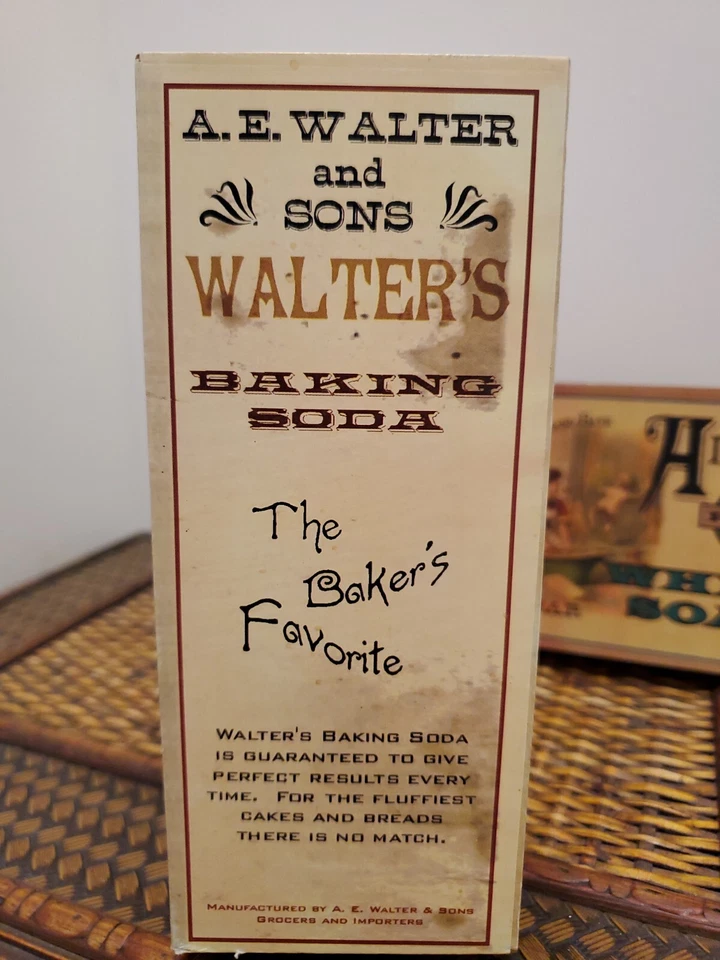 A. E. WALTER
and
SONS
WALTER'S
BAKING
SODA
The
Baker's
Favorite
WALTER'S BAKING SODA
IS GUARANTEED TO GIVE
PERFECT RESULTS EVERY
TIME. FOR THE FLUFFIEST
CAKES AND BREADS
THERE IS NO MATCH.
MANUFACTURED BY A. E. WALTER & SONS
GROCERS AND IMPORTERS